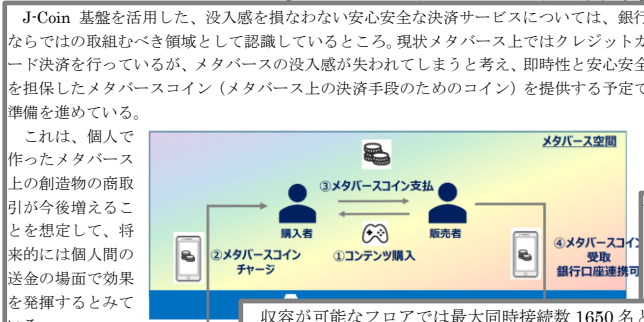 J-Coin 基盤を活用した、没入感を損なわない安心安全な決済サービスについては、銀行
ならではの取組むべき領域として認識しているところ。現状メタバース上ではクレジットカ
ード決済を行っているが、メタバースの没入感が失われてしまうと考え、即時性と安心安全
を担保したメタバースコイン（メタバース上の決済手段のためのコイン）を提供する予定で
準備を進めている。
これは、個人で
作ったメタバース
上の創造物の商取
引が今後増えるこ
とを想定して、将
来的には個人間の
送金の場面で効果
を発揮するとみて
メタバース空間
③メタバースコイン支払
購入者
販売者
①コンテンツ購入
②メタバースコイン
チャージ
④メタバースコイン
受取
銀行口座連携可
収容が可能なフロアでは最大同時接続数 1650 名